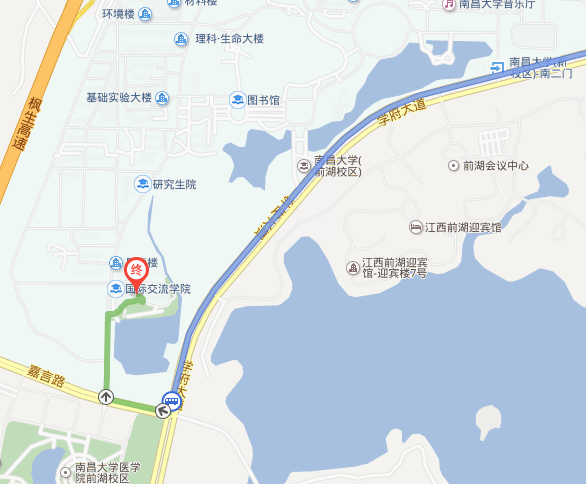 材料楼
环境楼
南昌大学音乐厅
理科·生命大楼
南昌大学(新
校区)-南二门
枫生高速
基础实验大楼
图书馆
学府大道
南昌大学(
前湖校区)
前湖会议中心
研究生院
江西前湖迎宾馆
江西前湖迎宾
馆-迎宾楼7号
终
国际交流学院
嘉言路
学府大道
南昌大学医学
院前湖校区